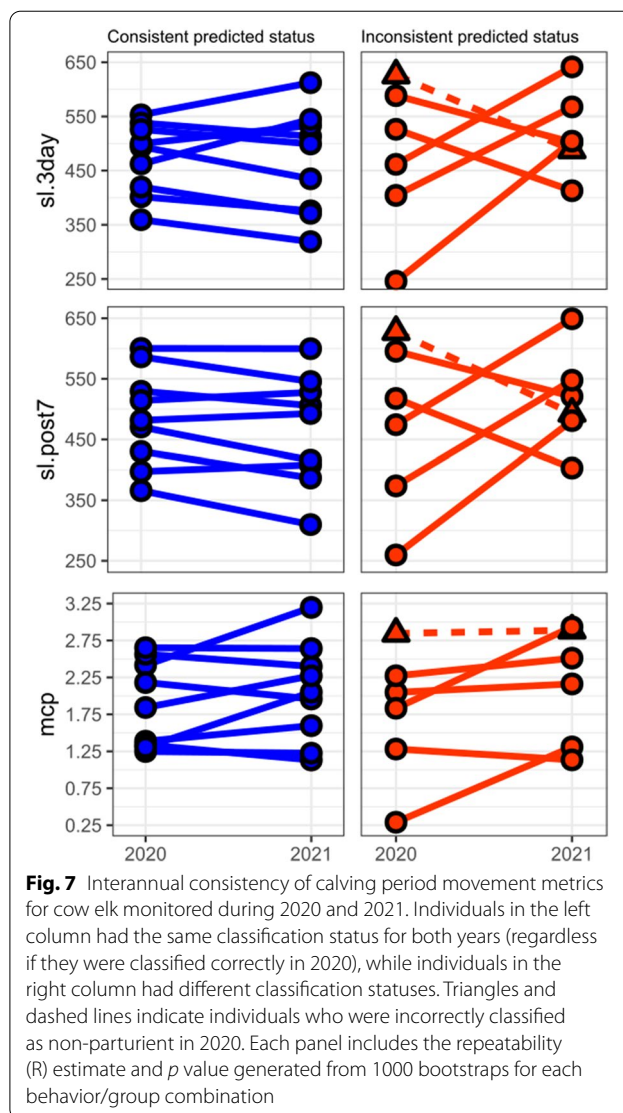 Consistent predicted status
Inconsistent predicted status
sl.3day
650
550
450
350
250
sl.post7
650
550
450
350
250
mcp
3.25
2.75
2.25
1.75
1.25
0.75
0.25
2020
2021
2020
2021
Fig. 7 Interannual consistency of calving period movement metrics
for cow elk monitored during 2020 and 2021. Individuals in the left
column had the same classification status for both years (regardless
if they were classified correctly in 2020), while individuals in the
right column had different classification statuses. Triangles and
dashed lines indicate individuals who were incorrectly classified
as non-parturient in 2020. Each panel includes the repeatability
(R) estimate and p value generated from 1000 bootstraps for each
behavior/group combination